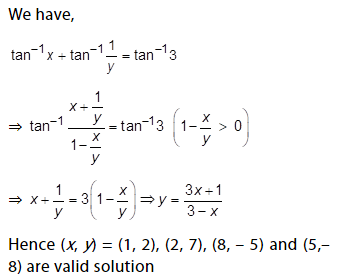 We have,
tan⁻¹x + tan⁻¹ 1/y = tan⁻¹3
⇒ tan⁻¹ (x + 1/y)/(1 − x/y) = tan⁻¹3 (1 − x/y > 0)
⇒ x + 1/y = 3(1 − x/y) ⇒ y = (3x + 1)/(3 − x)
Hence (x, y) = (1, 2), (2, 7), (8, – 5) and (5,–
8) are valid solution